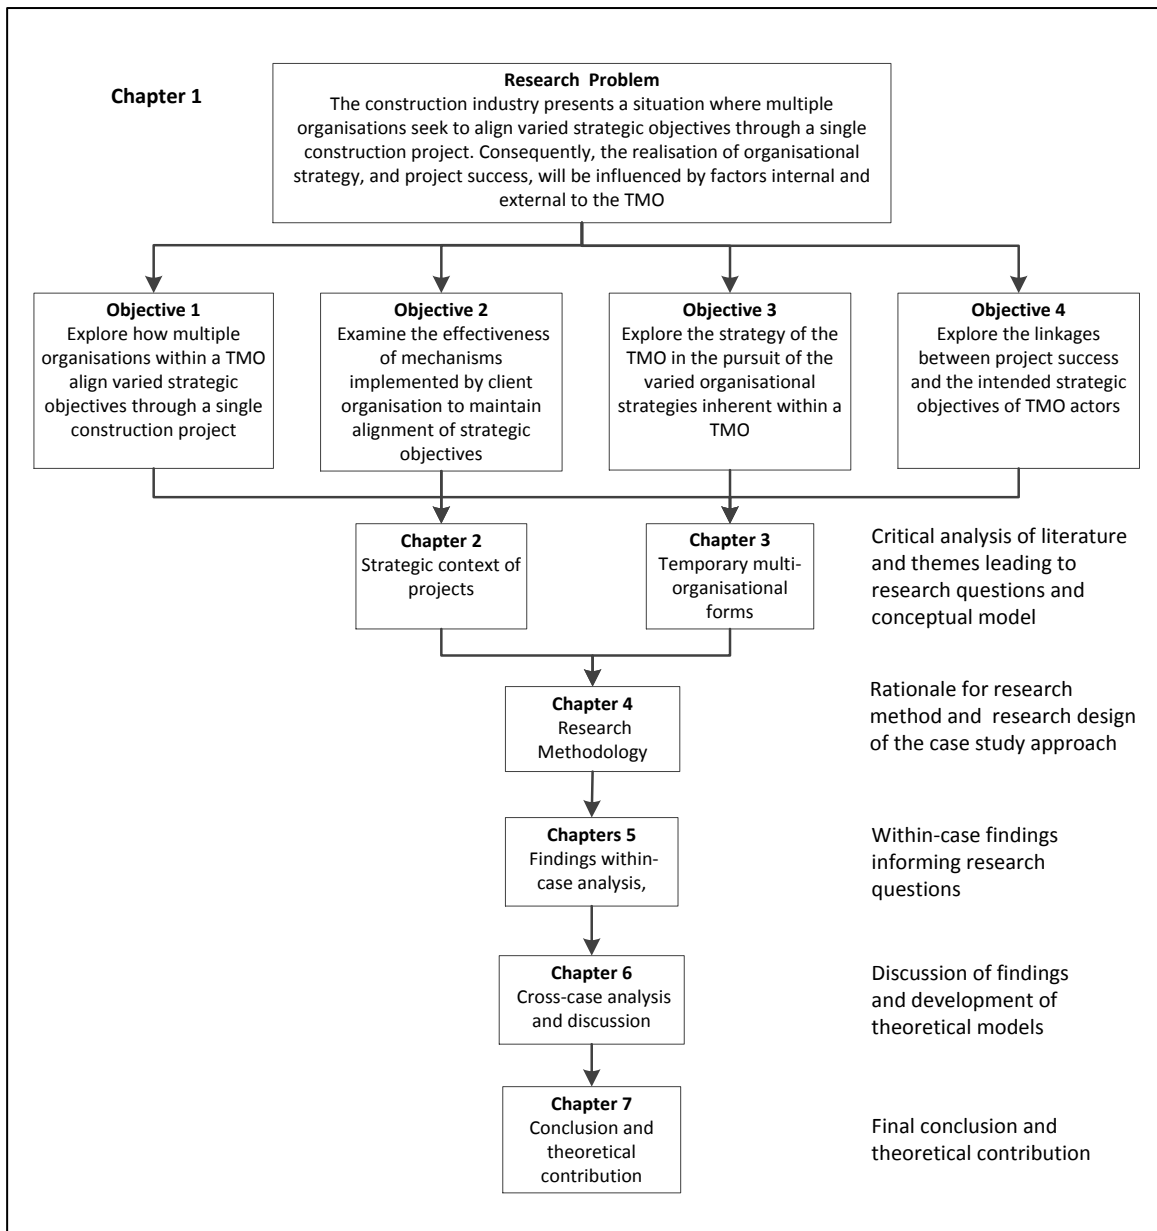 Chapter 1
Research Problem
The construction industry presents a situation where multiple
organisations seek to align varied strategic objectives through a single
construction project. Consequently, the realisation of organisational
strategy, and project success, will be influenced by factors internal and
external to the TMO
Objective 1
Explore how multiple
organisations within a TMO
align varied strategic
objectives through a single
construction project
Objective 2
Examine the effectiveness
of mechanisms
implemented by client
organisation to maintain
alignment of strategic
objectives
Objective 3
Explore the strategy of the
TMO in the pursuit of the
varied organisational
strategies inherent within a
TMO
Objective 4
Explore the linkages
between project success
and the intended strategic
objectives of TMO actors
Chapter 2
Strategic context of
projects
Chapter 3
Temporary multi-
organisational
forms
Critical analysis of literature
and themes leading to
research questions and
conceptual model
Chapter 4
Research
Methodology
Rationale for research
method and research design
of the case study approach
Chapters 5
Findings within-
case analysis,
Within-case findings
informing research
questions
Chapter 6
Cross-case analysis
and discussion
Discussion of findings
and development of
theoretical models
Chapter 7
Conclusion and
theoretical
contribution
Final conclusion and
theoretical contribution